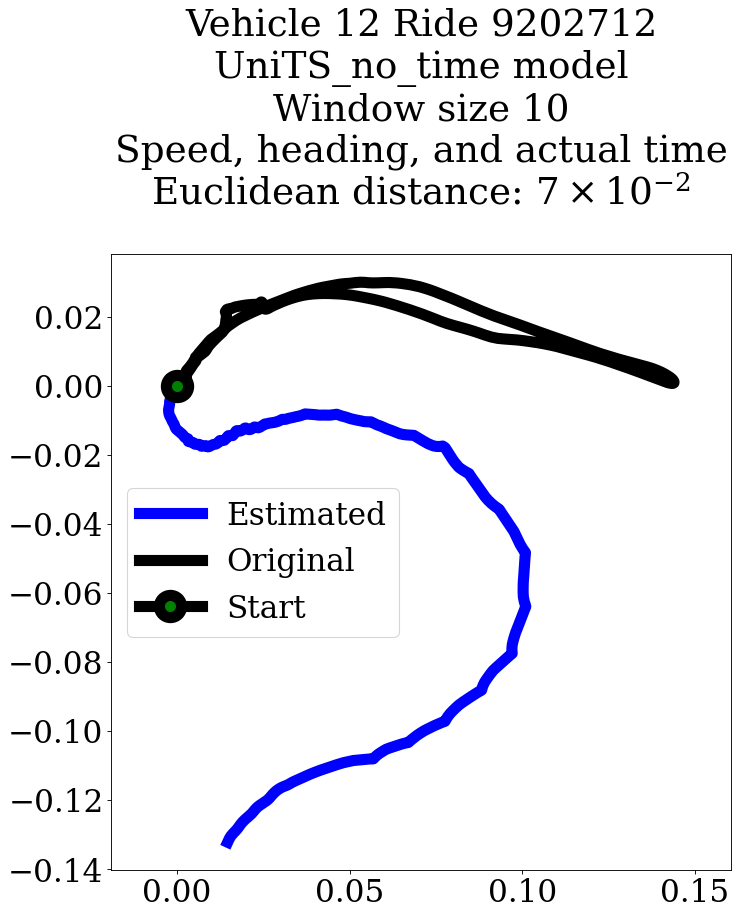 Vehicle 12 Ride 9202712
UniTS_no_time model
Window size 10
Speed, heading, and actual time
Euclidean distance: 7 × 10⁻²
0.02
0.00
−0.02
−0.04
−0.06
−0.08
−0.10
−0.12
−0.14
Estimated
Original
Start
0.00 0.05 0.10 0.15